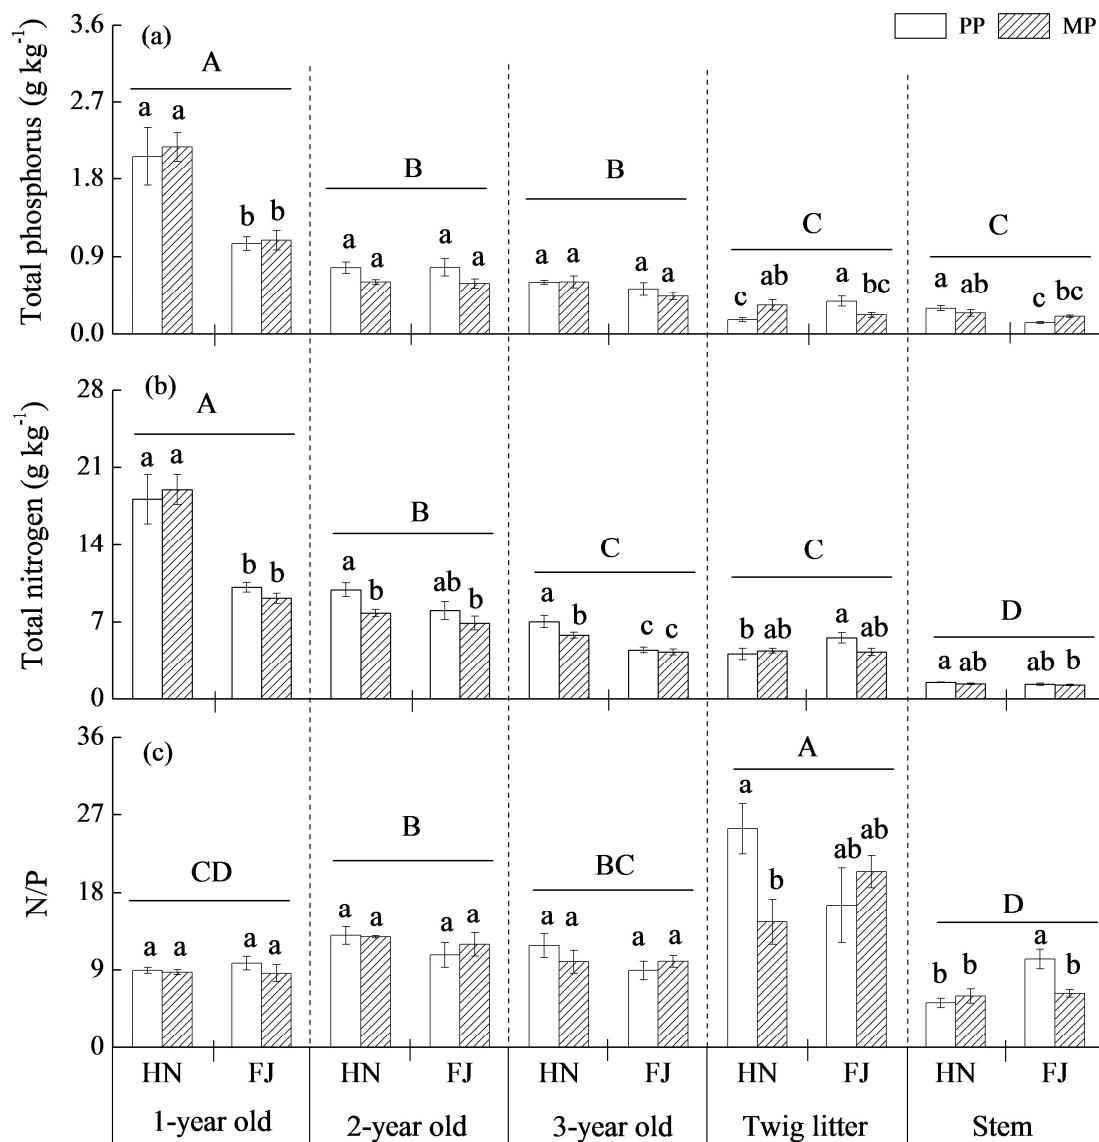 PP MP
(a)
Total phosphorus (g kg⁻¹)
3.6
2.7
1.8
0.9
0.0
A B B C C
a a b b a a a a a a a a c ab a bc a ab c bc
(b)
Total nitrogen (g kg⁻¹)
28
21
14
7
0
A B C C D
a a b b a b ab b a b c c b ab a ab a ab ab b
(c)
N/P
36
27
18
9
0
CD B BC A D
a a a a a a a a a a a a a b ab ab b b a b
HN FJ HN FJ HN FJ HN FJ HN FJ
1-year old 2-year old 3-year old Twig litter Stem